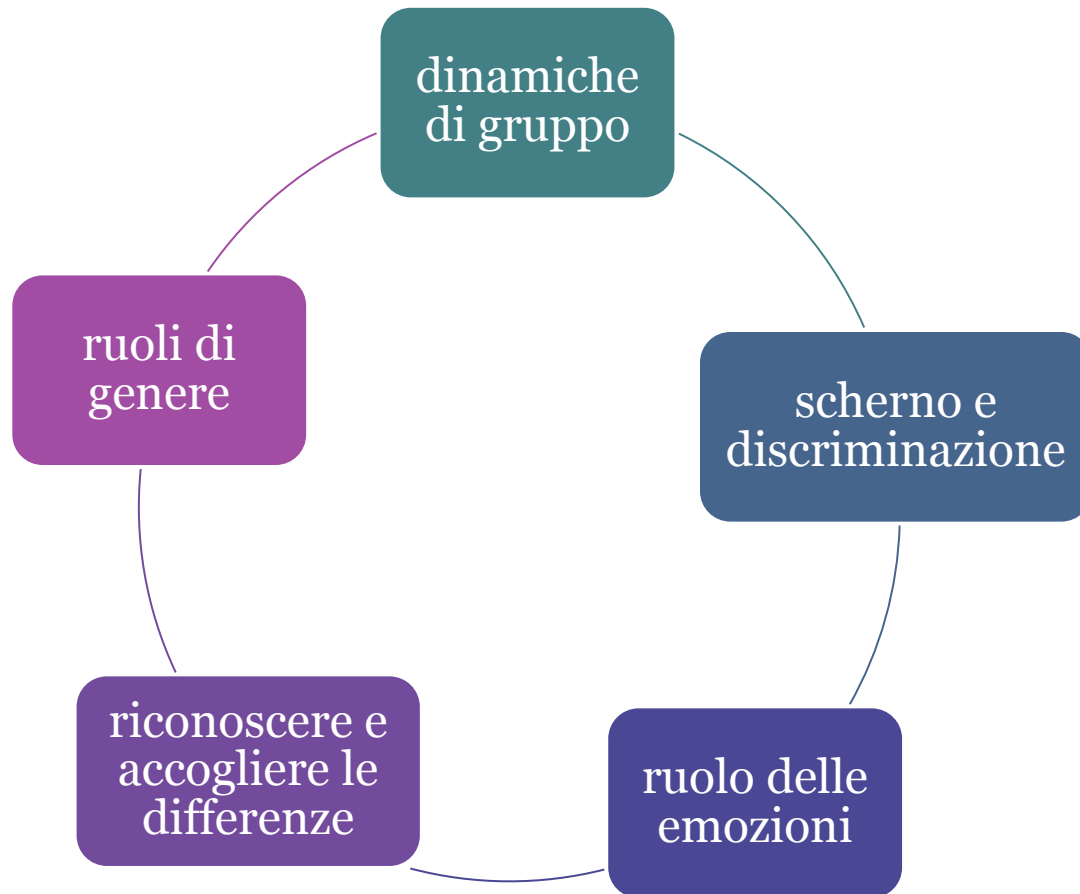 dinamiche
di gruppo
scherno e
discriminazione
ruolo delle
emozioni
riconoscere e
accogliere le
differenze
ruoli di
genere